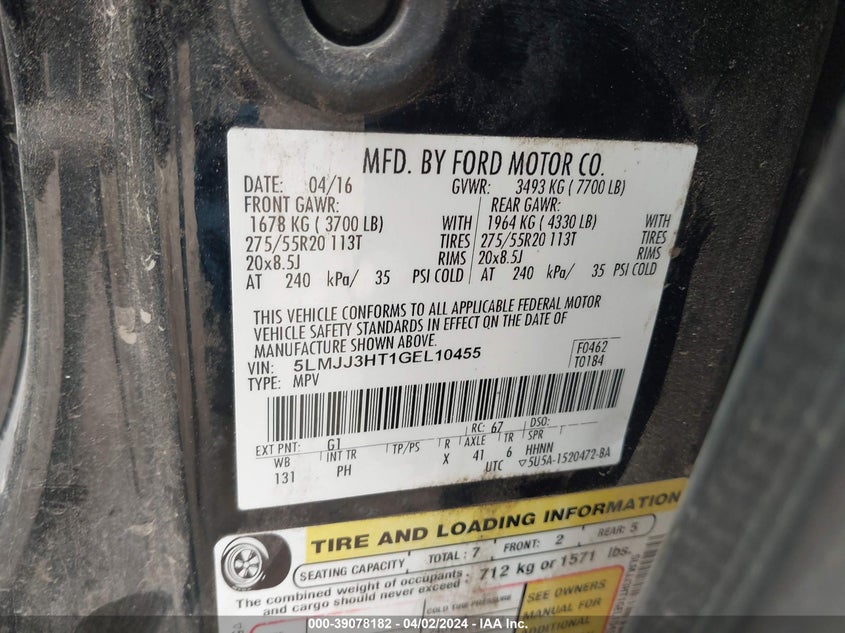 MFD. BY FORD MOTOR CO.
DATE: 04/16 GVWR: 3493 KG ( 7700 LB)
FRONT GAWR: REAR GAWR:
1678 KG ( 3700 LB) WITH 1964 KG ( 4330 LB) WITH
275/55R20 113T TIRES 275/55R20 113T TIRES
20x8.5J RIMS 20x8.5J RIMS
AT 240 kPa/ 35 PSI COLD AT 240 kPa/ 35 PSI COLD
THIS VEHICLE CONFORMS TO ALL APPLICABLE FEDERAL MOTOR
VEHICLE SAFETY STANDARDS IN EFFECT ON THE DATE OF
MANUFACTURE SHOWN ABOVE.
VIN: 5LMJJ3HT1GEL10455 F0462
TYPE: MPV T0184
EXT PNT: G1 RC: 67 DSO:
WB INT TR TP/PS R AXLE TR SPR
131 PH X 41 6 HHNN
UTC ▽5U5A-1520472-BA
TIRE AND LOADING INFORMATION
SEATING CAPACITY TOTAL : 7 FRONT: 2 REAR: 5
The combined weight of occupants : 712 kg or 1571 lbs.
and cargo should never exceed
COLD TIRE PRESSURE
SEE OWNERS
MANUAL FOR
ADDITIONAL
IAAI-39078182 - 04/02/2024 - IAA Inc.